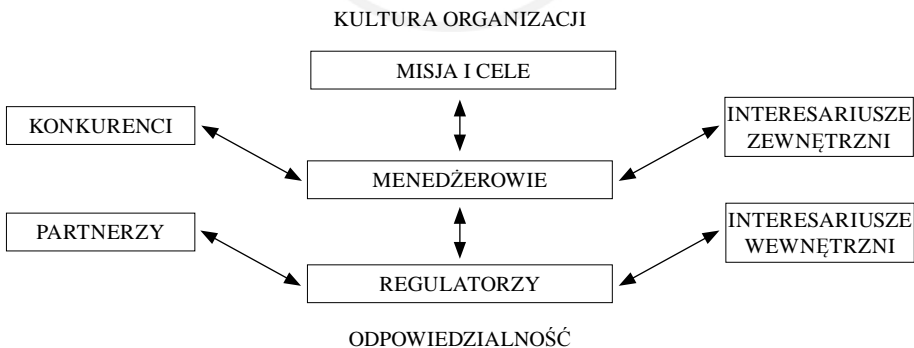 KULTURA ORGANIZACJI
MISJA I CELE
KONKURENCI
INTERESARIUSZE
ZEWNĘTRZNI
MENEDŻEROWIE
PARTNERZY
INTERESARIUSZE
WEWNĘTRZNI
REGULATORZY
ODPOWIEDZIALNOŚĆ